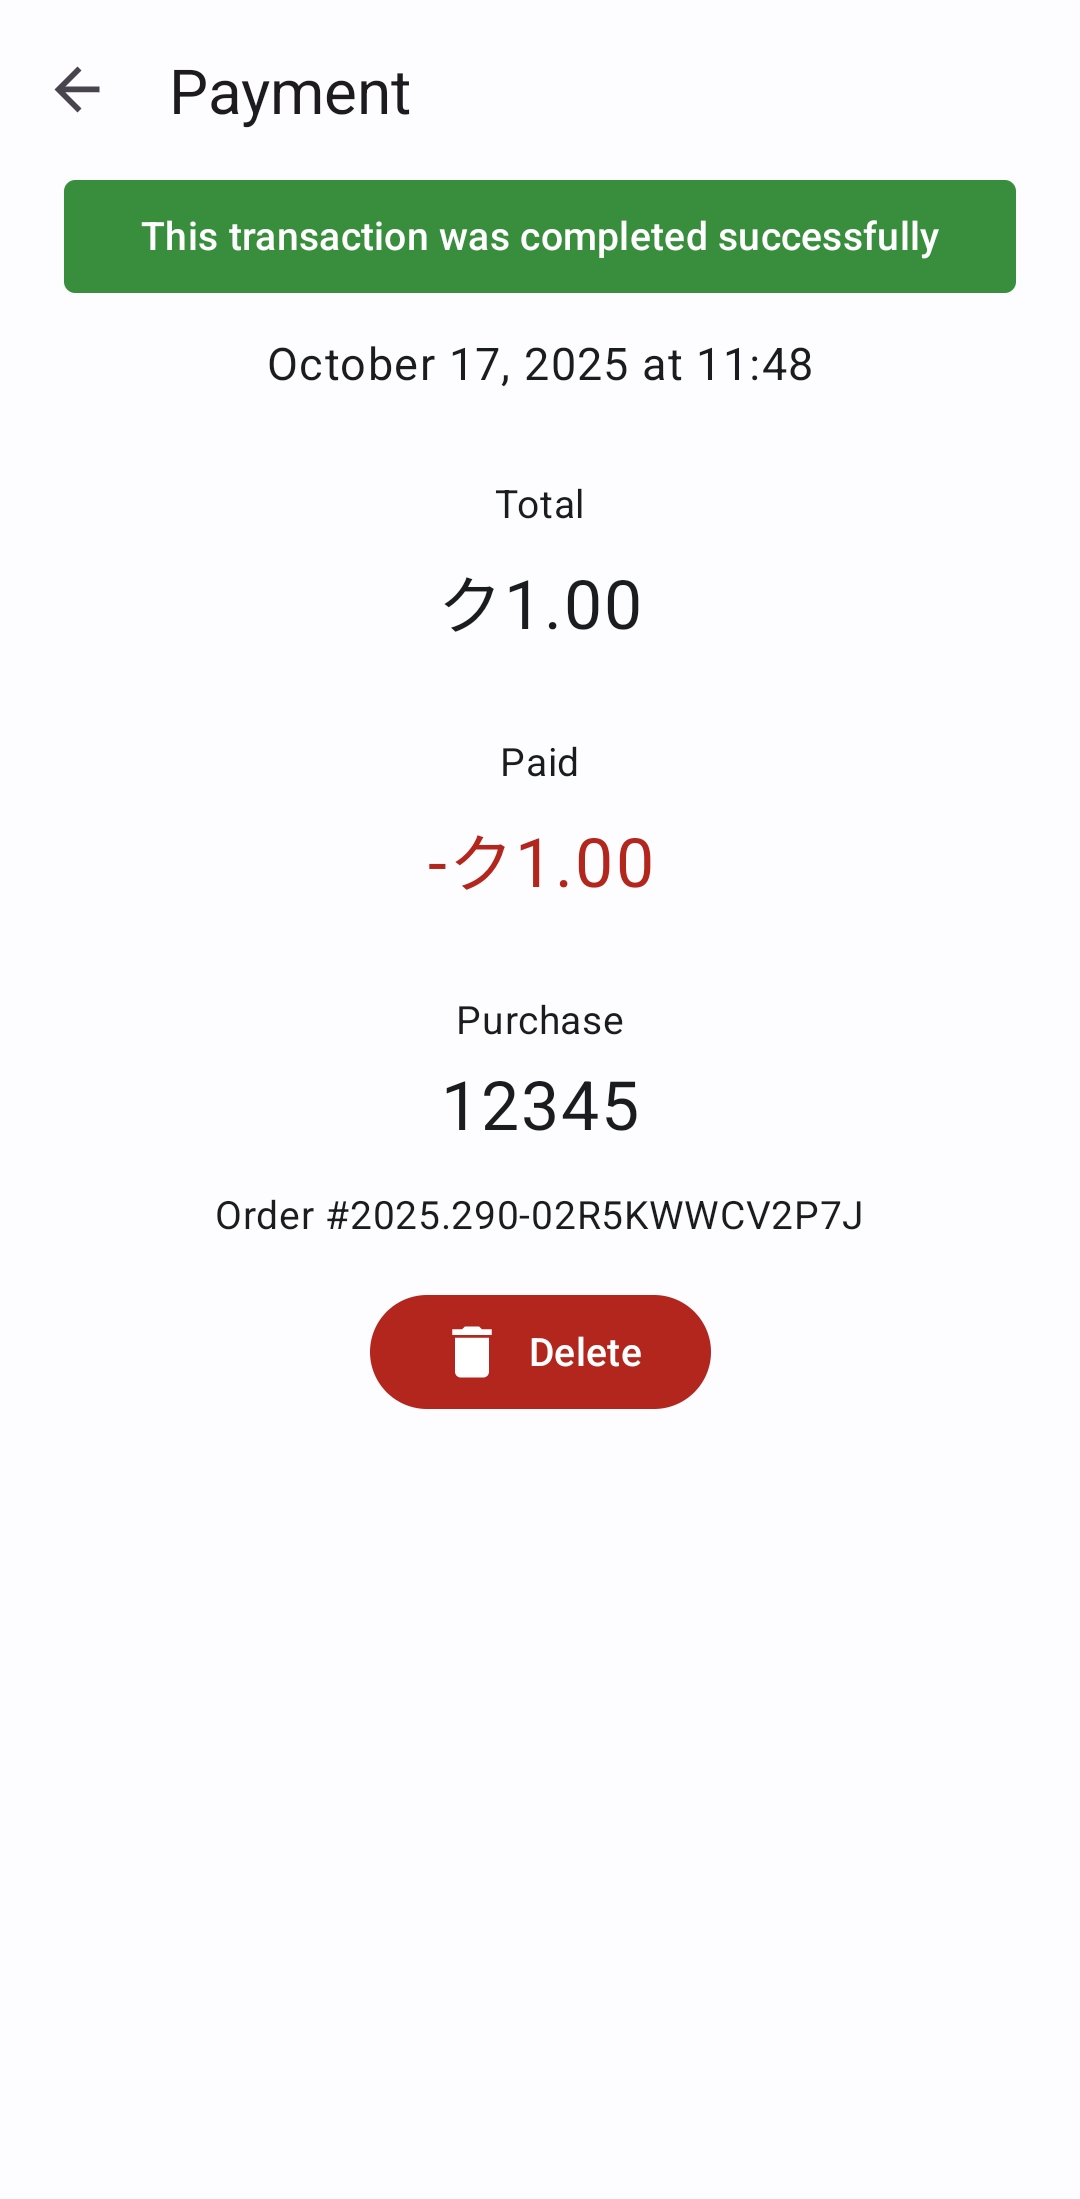 Payment
This transaction was completed successfully
October 17, 2025 at 11:48
Total
ク1.00
Paid
-ク1.00
Purchase
12345
Order #2025.290-02R5KWWCV2P7J
Delete